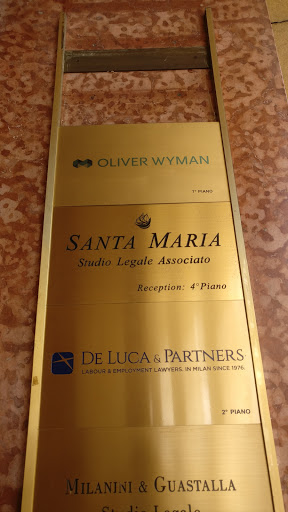 OLIVER WYMAN
1° PIANO
SANTA MARIA
Studio Legale Associato
Reception: 4°Piano
DE LUCA & PARTNERS
LABOUR & EMPLOYMENT LAWYERS. IN MILAN SINCE 1976.
2° PIANO
MILANINI & GUASTALLA
Studio Legale